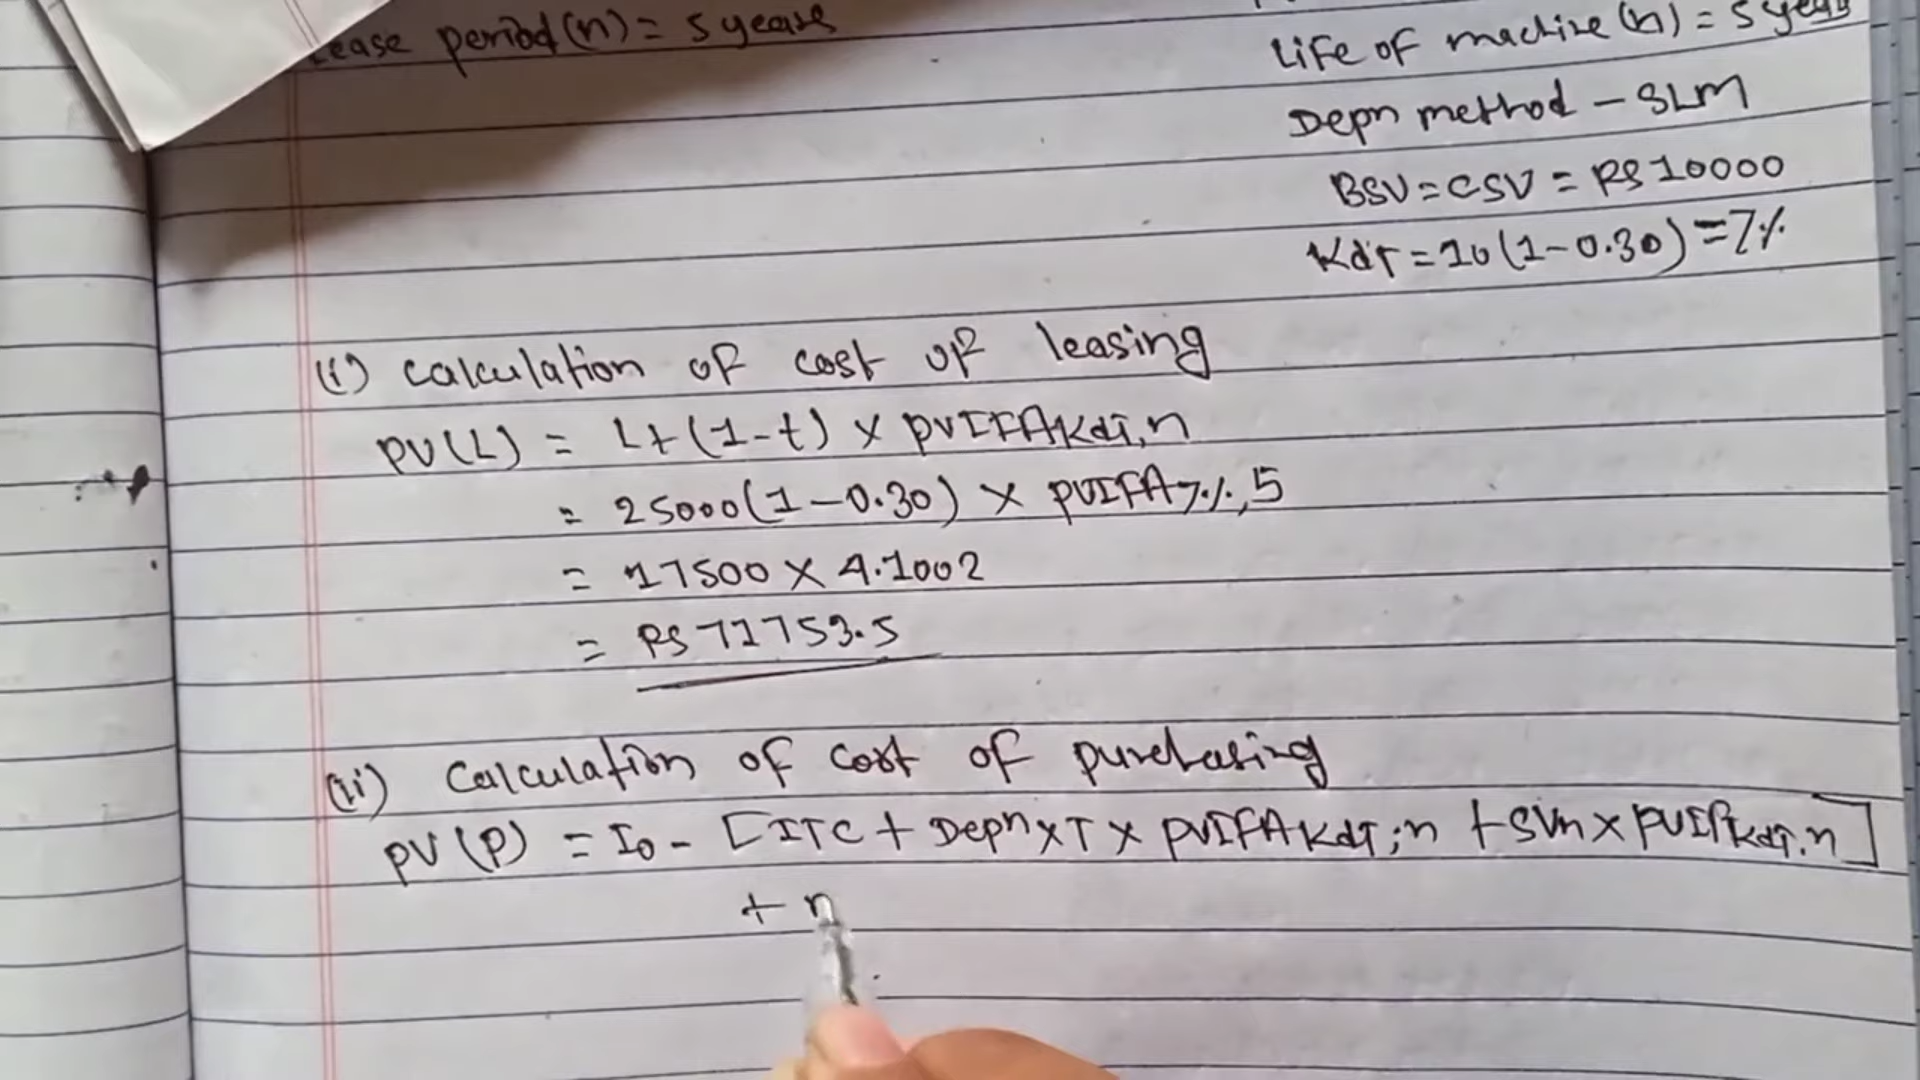 Lease period(n) = 5 years
Life of machine (n) = 5 years
Depn method - SLM
BSV = CSV = RS 10000
Kdt = 10(1-0.30) = 7%
(i) Calculation of cost of leasing
PV(L) = Lt(1-t) × PVIFAKdt,n
= 25000(1-0.30) × PVIFA7%,5
= 17500 × 4.1002
= RS 71753.5
(ii) Calculation of cost of purchasing
PV(P) = I0 - [ITC + Depn×T × PVIFAKdT;n + SVn × PVIFKdT,n]
+ n